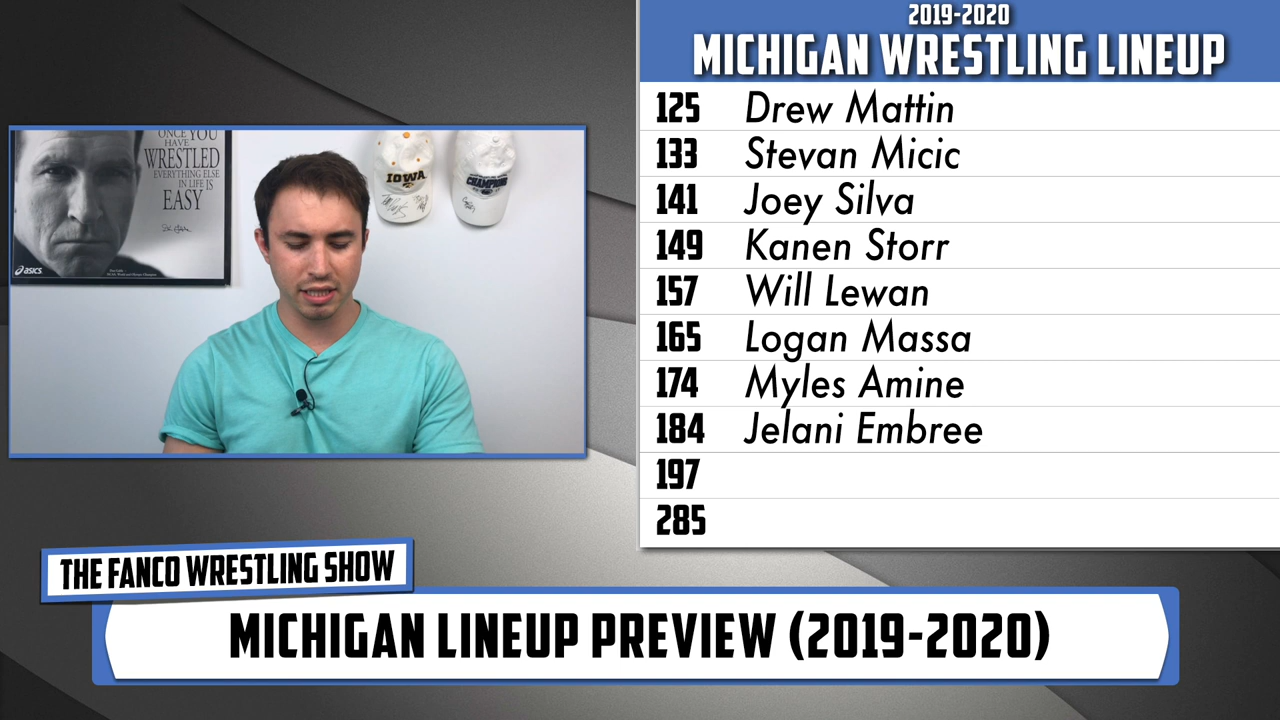 2019-2020
MICHIGAN WRESTLING LINEUP
125 Drew Mattin
133 Stevan Micic
141 Joey Silva
149 Kanen Storr
157 Will Lewan
165 Logan Massa
174 Myles Amine
184 Jelani Embree
197
285
ONCE YOU
HAVE
WRESTLED
EVERYTHING ELSE
IN LIFE IS
EASY
asics
IOWA
CHAMPIONS
THE FANCO WRESTLING SHOW
MICHIGAN LINEUP PREVIEW (2019-2020)